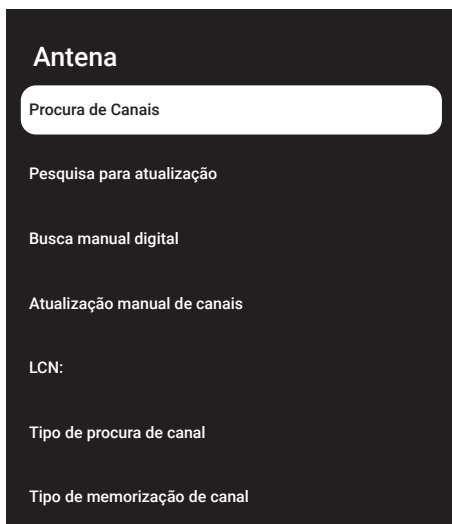 Antena
Procura de Canais
Pesquisa para atualização
Busca manual digital
Atualização manual de canais
LCN:
Tipo de procura de canal
Tipo de memorização de canal